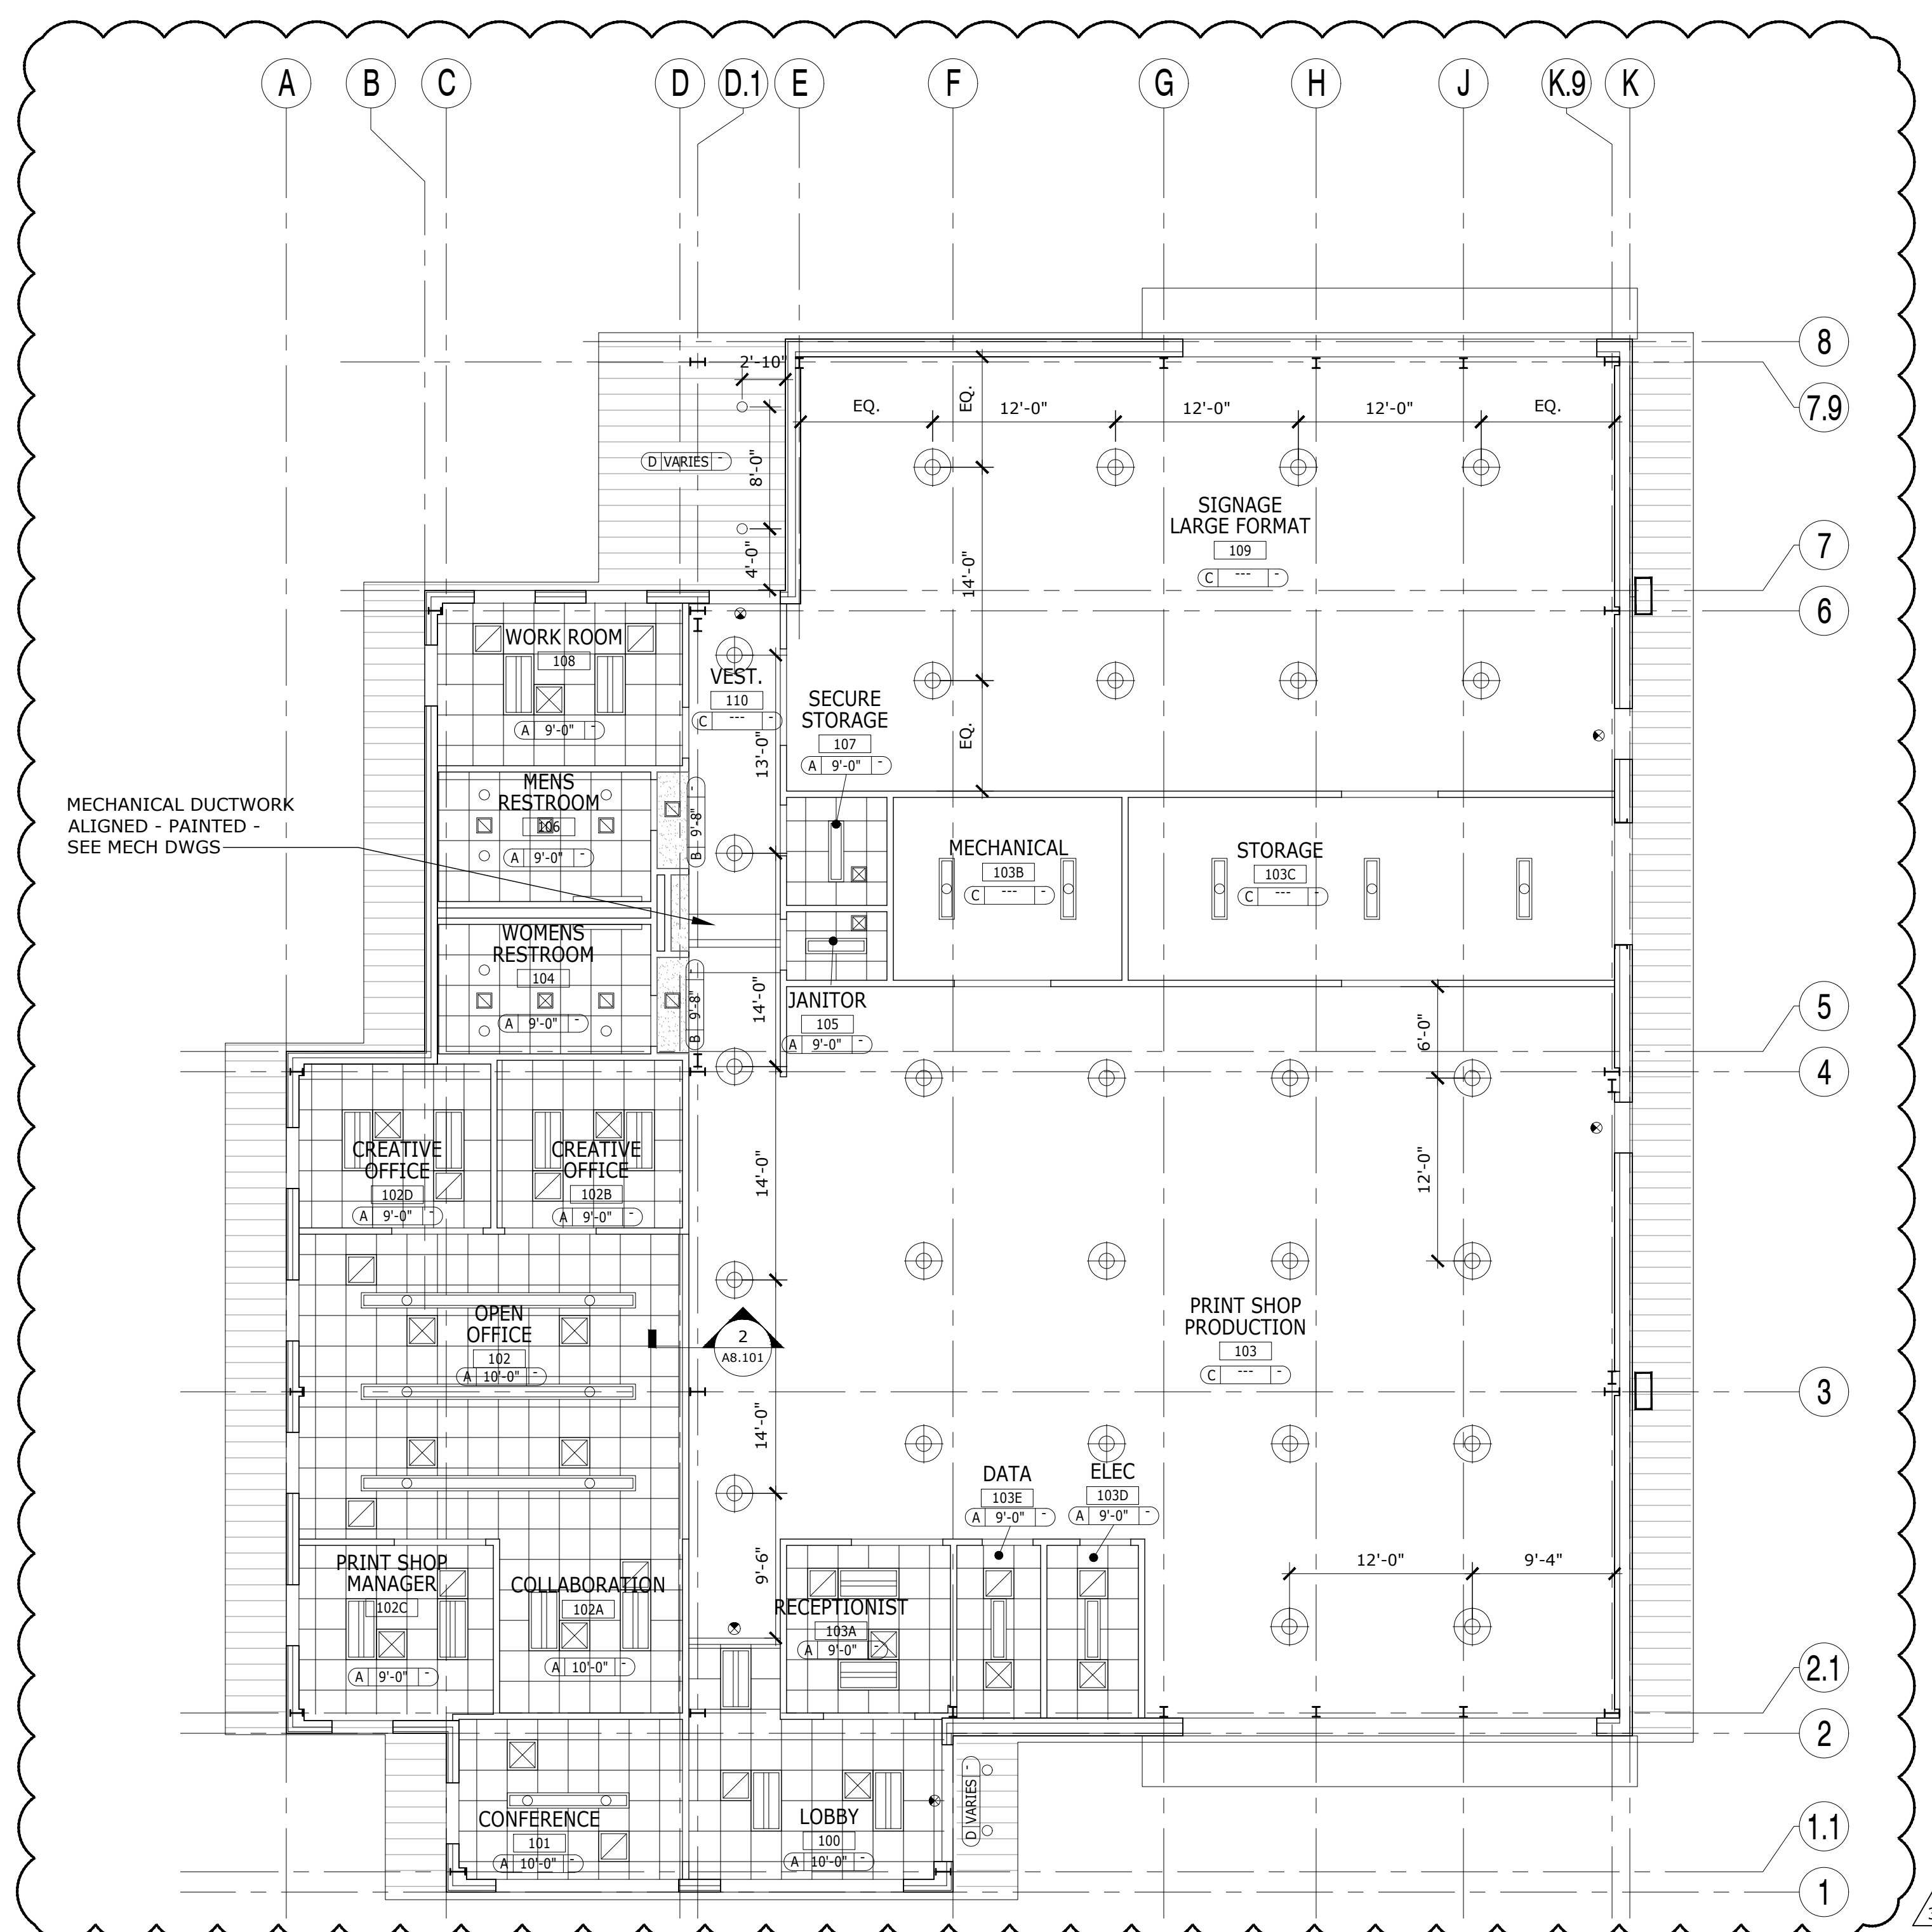 A
B
C
D
D.1
E
F
G
H
J
K.9
K
8
7.9
7
6
5
4
3
2.1
2
1.1
1
2'-10"
EQ.
EQ.
12'-0"
12'-0"
12'-0"
EQ.
D VARIES -
8'-0"
4'-0"
14'-0"
EQ.
SIGNAGE
LARGE FORMAT
109
C --- -
WORK ROOM
108
A 9'-0" -
VEST.
110
C --- -
13'-0"
SECURE
STORAGE
107
A 9'-0" -
MENS
RESTROOM
106
A 9'-0" -
B 9'-8" -
MECHANICAL DUCTWORK
ALIGNED - PAINTED -
SEE MECH DWGS
MECHANICAL
103B
C --- -
STORAGE
103C
C --- -
WOMENS
RESTROOM
104
A 9'-0" -
B 9'-8" -
14'-0"
JANITOR
105
A 9'-0" -
6'-0"
12'-0"
CREATIVE
OFFICE
102D
A 9'-0" -
CREATIVE
OFFICE
102B
A 9'-0" -
14'-0"
OPEN
OFFICE
102
A 10'-0" -
2
A8.101
PRINT SHOP
PRODUCTION
103
C --- -
14'-0"
DATA
103E
A 9'-0" -
ELEC
103D
A 9'-0" -
9'-6"
12'-0"
9'-4"
PRINT SHOP
MANAGER
102C
A 9'-0" -
COLLABORATION
102A
A 10'-0" -
RECEPTIONIST
103A
A 9'-0" -
CONFERENCE
101
A 10'-0" -
LOBBY
100
A 10'-0" -
D VARIES -